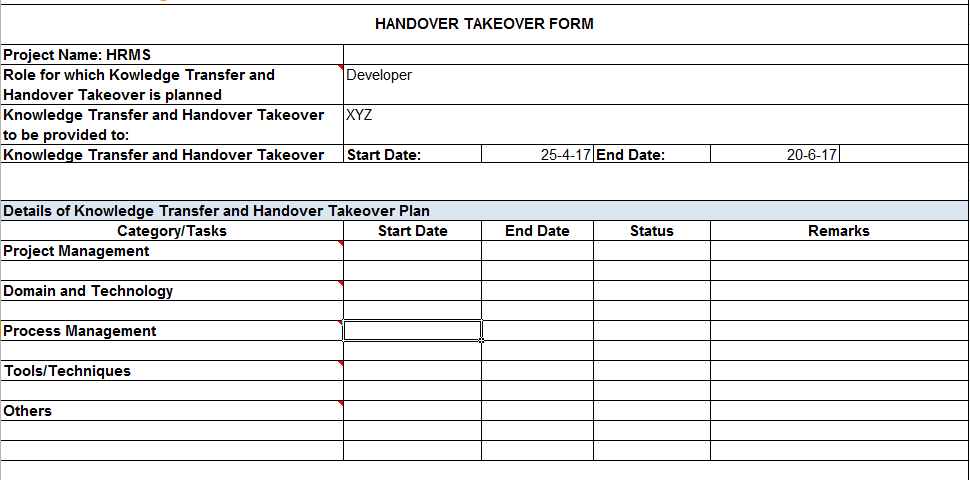 HANDOVER TAKEOVER FORM
Project Name: HRMS
Role for which Kowledge Transfer and
Handover Takeover is planned
Developer
Knowledge Transfer and Handover Takeover
to be provided to:
XYZ
Knowledge Transfer and Handover Takeover Start Date: 25-4-17 End Date: 20-6-17
Details of Knowledge Transfer and Handover Takeover Plan
Category/Tasks Start Date End Date Status Remarks
Project Management
Domain and Technology
Process Management
Tools/Techniques
Others